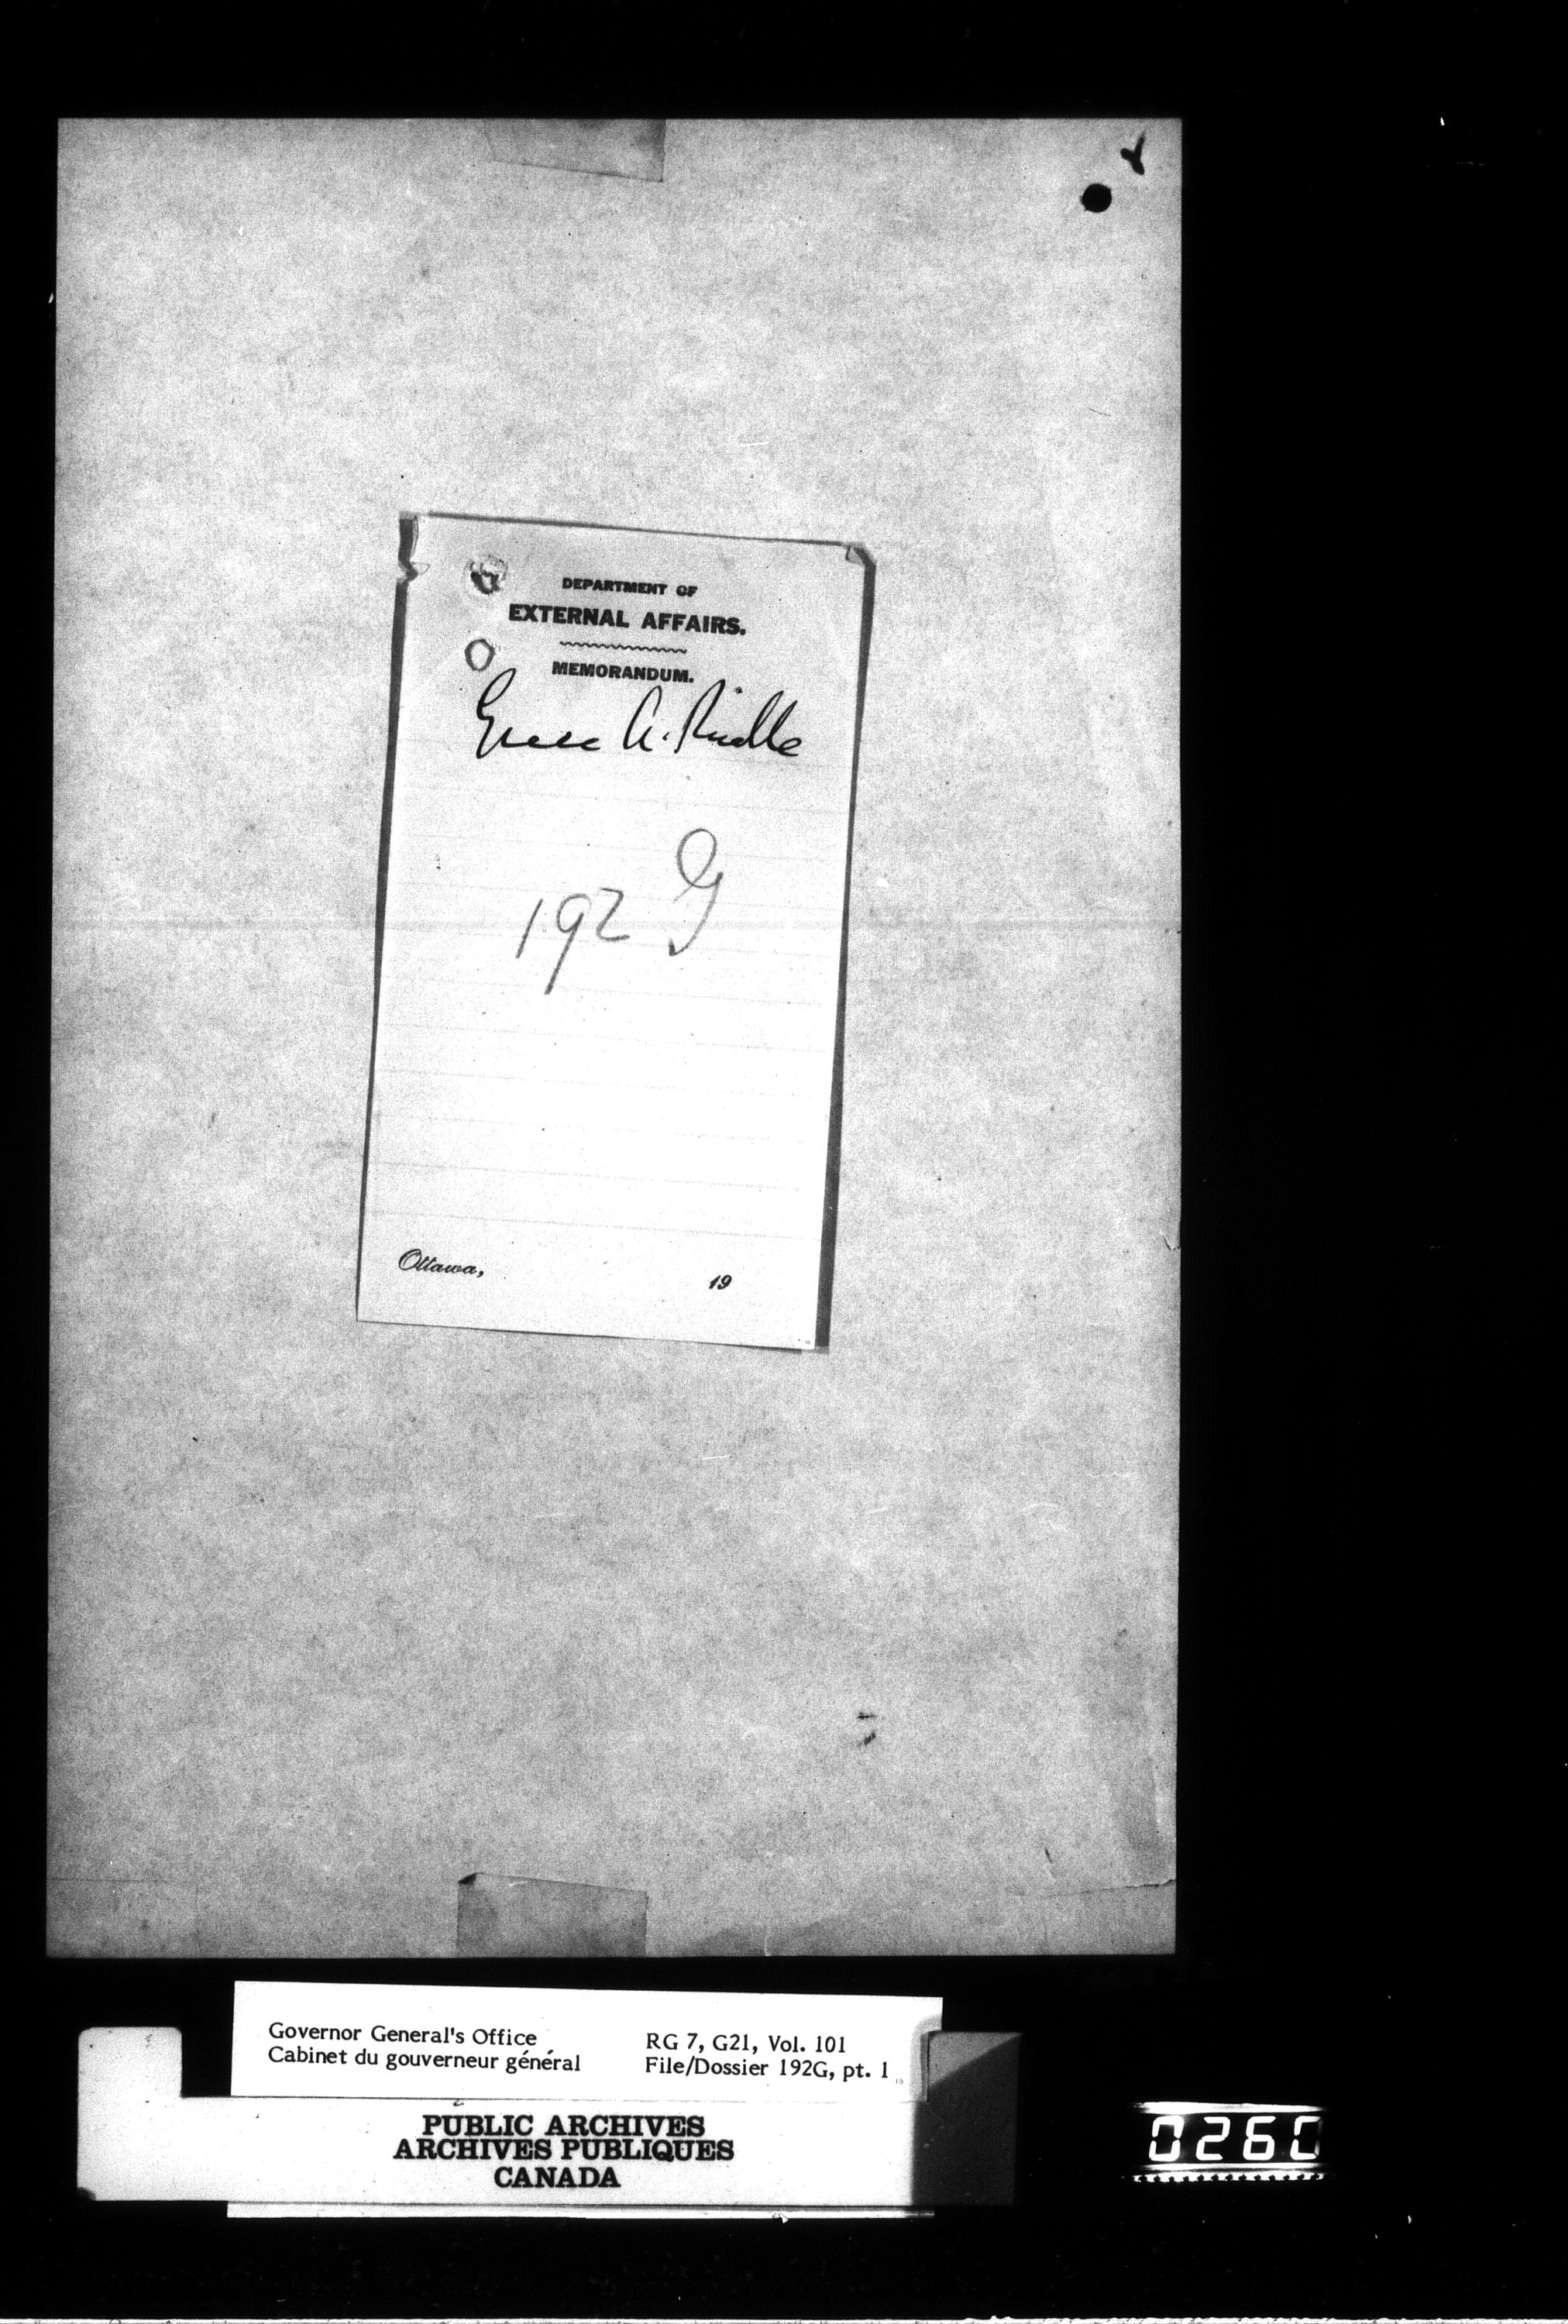 DEPARTMENT OF
EXTERNAL AFFAIRS.
MEMORANDUM.
A.
192 G
Ottawa, 19
Governor General's Office
Cabinet du gouverneur général
RG 7, G21, Vol. 101
File/Dossier 192G, pt. 1
PUBLIC ARCHIVES
ARCHIVES PUBLIQUES
CANADA
0260